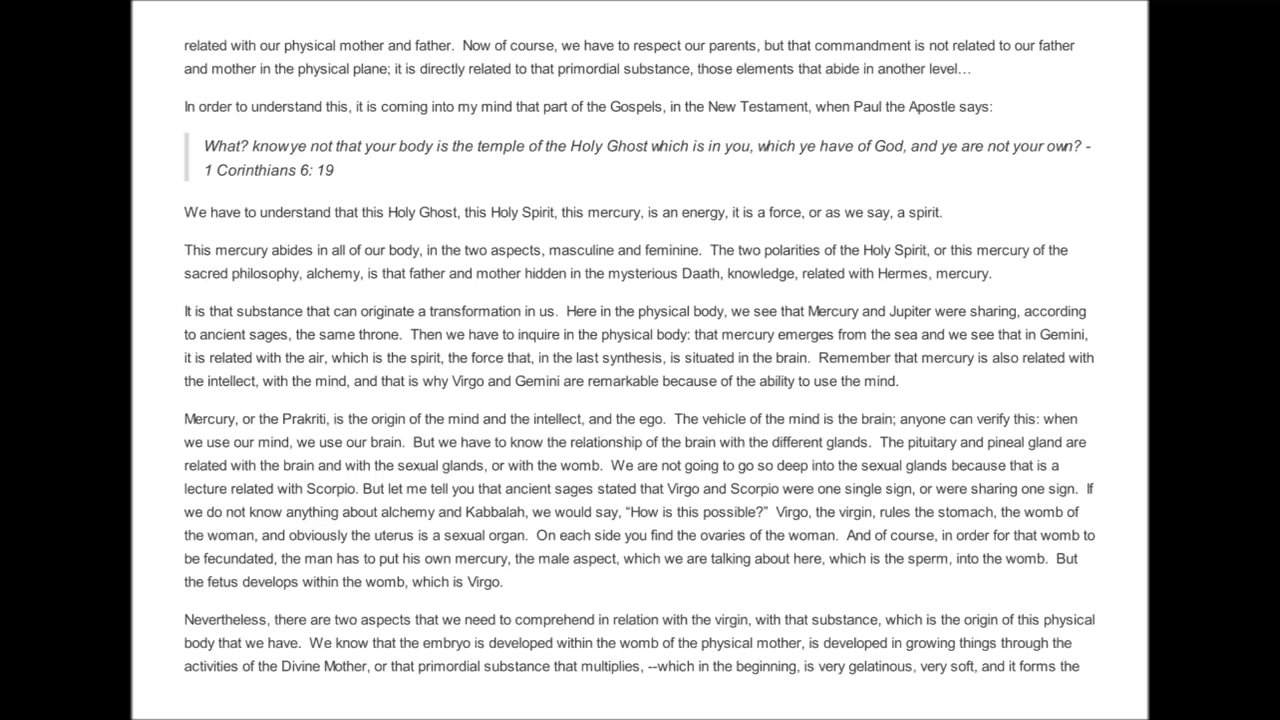 related with our physical mother and father.  Now of course, we have to respect our parents, but that commandment is not related to our father
and mother in the physical plane; it is directly related to that primordial substance, those elements that abide in another level…
In order to understand this, it is coming into my mind that part of the Gospels, in the New Testament, when Paul the Apostle says:
What? know ye not that your body is the temple of the Holy Ghost which is in you, which ye have of God, and ye are not your own? -
1 Corinthians 6: 19
We have to understand that this Holy Ghost, this Holy Spirit, this mercury, is an energy, it is a force, or as we say, a spirit.
This mercury abides in all of our body, in the two aspects, masculine and feminine.  The two polarities of the Holy Spirit, or this mercury of the
sacred philosophy, alchemy, is that father and mother hidden in the mysterious Daath, knowledge, related with Hermes, mercury.
It is that substance that can originate a transformation in us.  Here in the physical body, we see that Mercury and Jupiter were sharing, according
to ancient sages, the same throne.  Then we have to inquire in the physical body: that mercury emerges from the sea and we see that in Gemini,
it is related with the air, which is the spirit, the force that, in the last synthesis, is situated in the brain.  Remember that mercury is also related with
the intellect, with the mind, and that is why Virgo and Gemini are remarkable because of the ability to use the mind.
Mercury, or the Prakriti, is the origin of the mind and the intellect, and the ego.  The vehicle of the mind is the brain; anyone can verify this: when
we use our mind, we use our brain.  But we have to know the relationship of the brain with the different glands.  The pituitary and pineal gland are
related with the brain and with the sexual glands, or with the womb.  We are not going to go so deep into the sexual glands because that is a
lecture related with Scorpio. But let me tell you that ancient sages stated that Virgo and Scorpio were one single sign, or were sharing one sign.  If
we do not know anything about alchemy and Kabbalah, we would say, “How is this possible?”  Virgo, the virgin, rules the stomach, the womb of
the woman, and obviously the uterus is a sexual organ.  On each side you find the ovaries of the woman.  And of course, in order for that womb to
be fecundated, the man has to put his own mercury, the male aspect, which we are talking about here, which is the sperm, into the womb.  But
the fetus develops within the womb, which is Virgo.
Nevertheless, there are two aspects that we need to comprehend in relation with the virgin, with that substance, which is the origin of this physical
body that we have.  We know that the embryo is developed within the womb of the physical mother, is developed in growing things through the
activities of the Divine Mother, or that primordial substance that multiplies, --which in the beginning, is very gelatinous, very soft, and it forms the